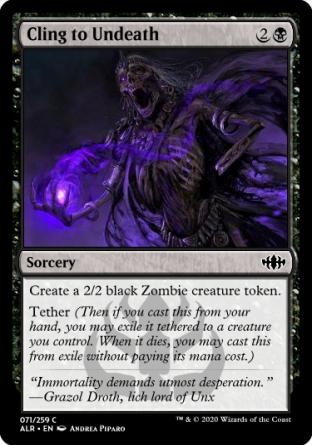 Cling to Undeath 2
Sorcery
Create a 2/2 black Zombie creature token.
Tether (Then if you cast this from your
hand, you may exile it tethered to a creature
you control. When it dies, you may cast this
from exile without paying its mana cost.)
"Immortality demands utmost desperation."
—Grazol Droth, lich lord of Unx
071/259 C
ALR • EN Andrea Piparo
™ & © 2020 Wizards of the Coast